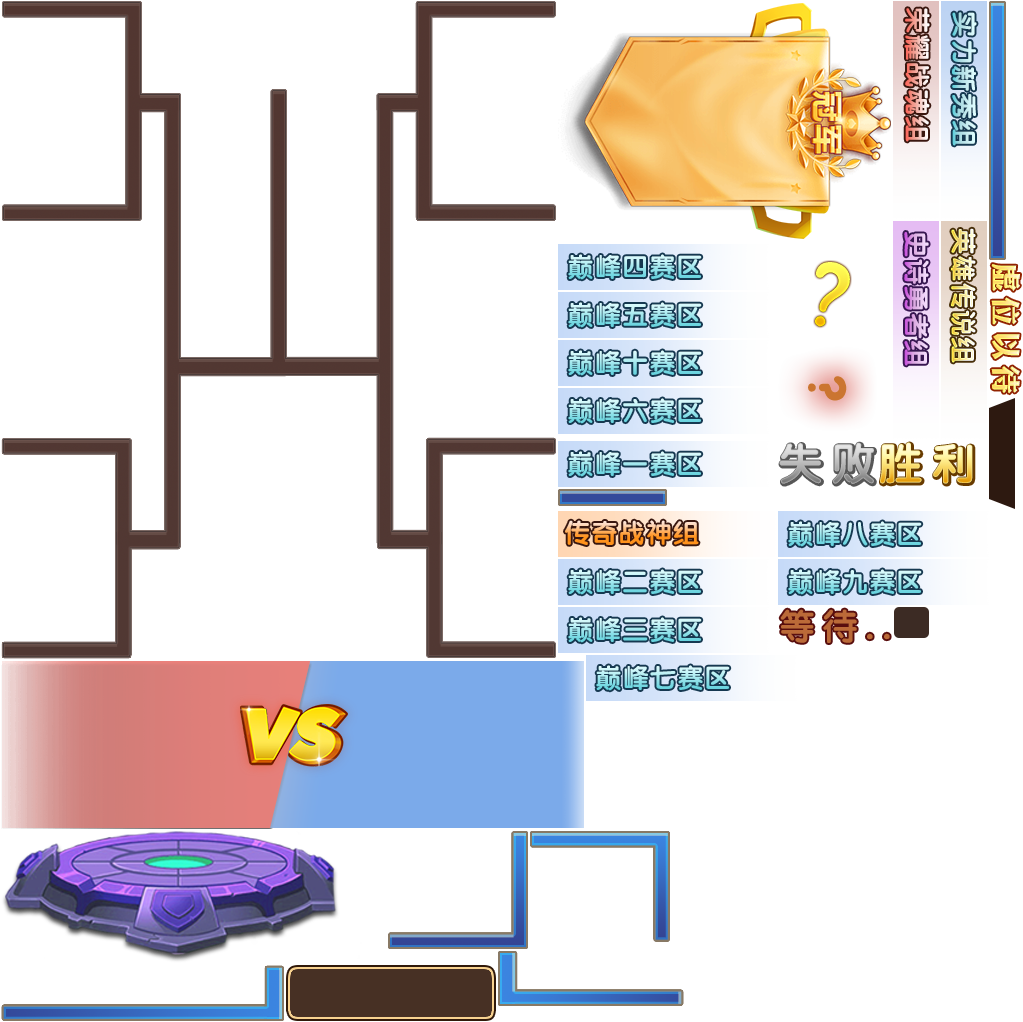 冠军
荣耀战魂组
实力新秀组
史诗勇者组
英雄传说组
虚位以待
巅峰四赛区
巅峰五赛区
巅峰十赛区
巅峰六赛区
巅峰一赛区
?
?
失败
胜利
传奇战神组
巅峰八赛区
巅峰二赛区
巅峰九赛区
巅峰三赛区
等待..
巅峰七赛区
VS